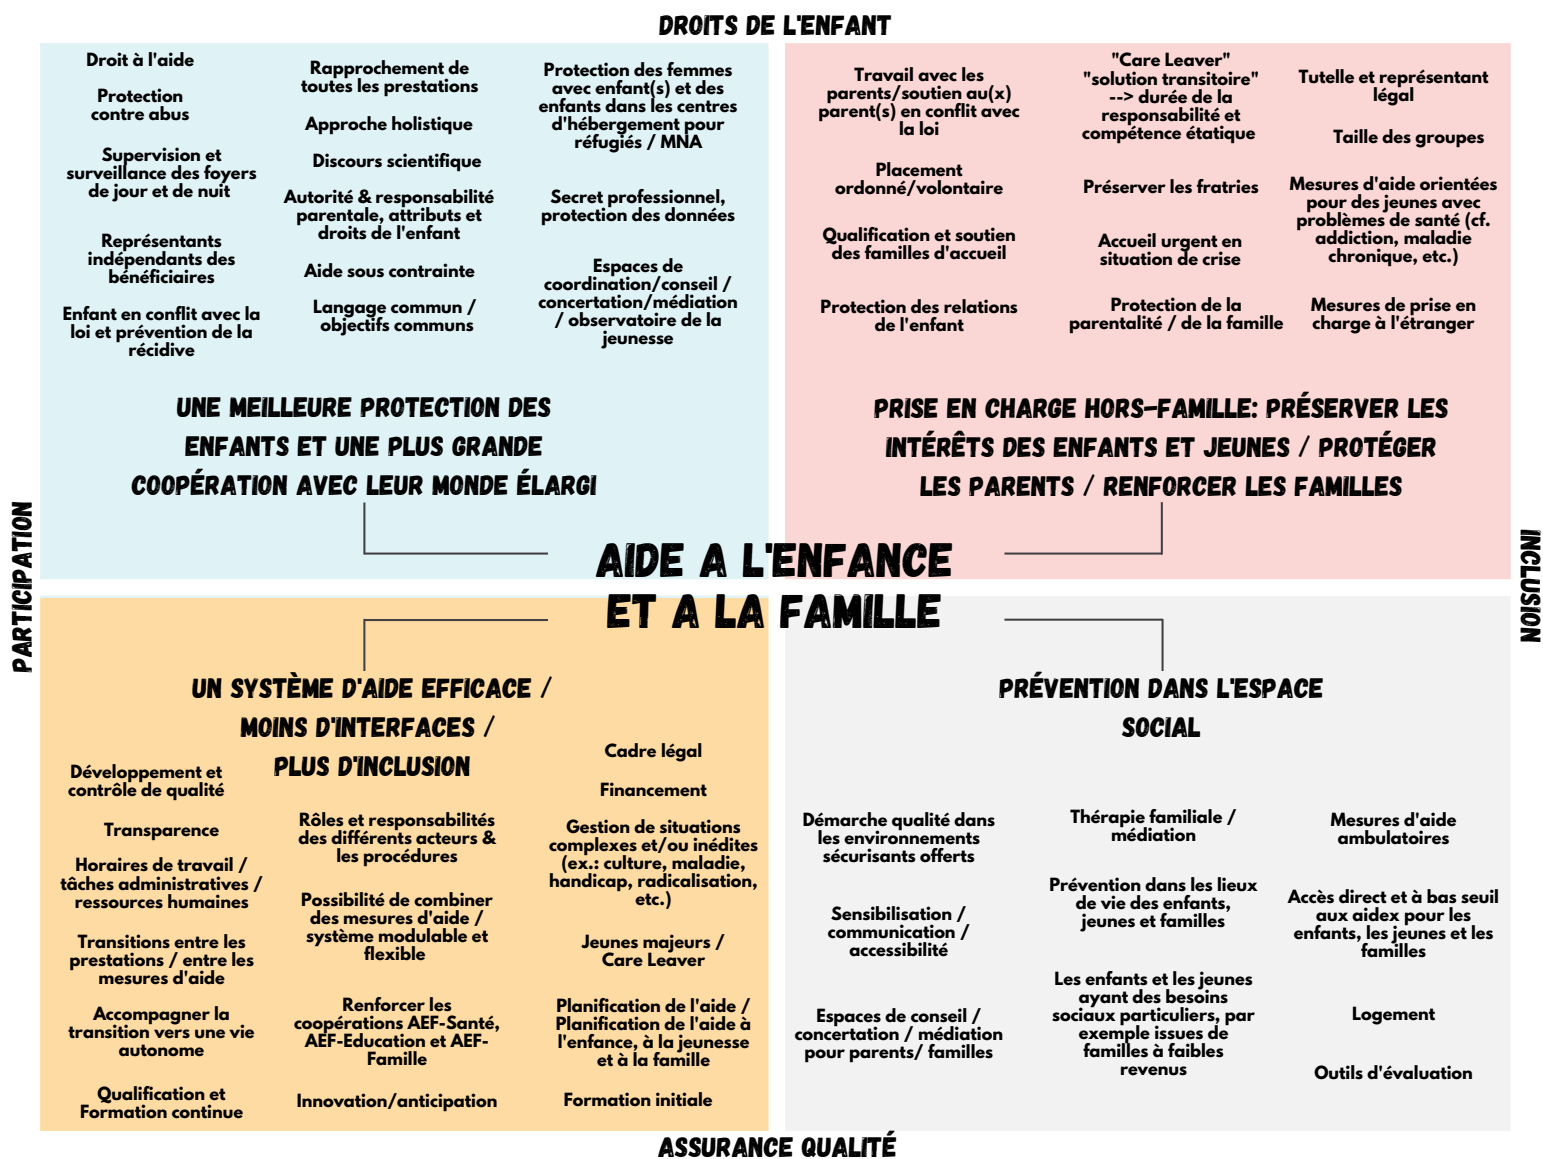 DROITS DE L'ENFANT
Droit à l'aide
Protection
contre abus
Supervision et
surveillance des foyers
de jour et de nuit
Représentants
indépendants des
bénéficiaires
Enfant en conflit avec la
loi et prévention de la
récidive
Rapprochement de
toutes les prestations
Approche holistique
Discours scientifique
Autorité & responsabilité
parentale, attributs et
droits de l'enfant
Aide sous contrainte
Langage commun /
objectifs communs
Protection des femmes
avec enfant(s) et des
enfants dans les centres
d'hébergement pour
réfugiés / MNA
Secret professionnel,
protection des données
Espaces de
coordination/conseil /
concertation/médiation
/ observatoire de la
jeunesse
UNE MEILLEURE PROTECTION DES
ENFANTS ET UNE PLUS GRANDE
COOPÉRATION AVEC LEUR MONDE ÉLARGI
Travail avec les
parents/soutien au(x)
parent(s) en conflit avec
la loi
Placement
ordonné/volontaire
Qualification et soutien
des familles d'accueil
Protection des relations
de l'enfant
"Care Leaver"
"solution transitoire"
--> durée de la
responsabilité et
compétence étatique
Préserver les fratries
Accueil urgent en
situation de crise
Protection de la
parentalité / de la famille
Tutelle et représentant
légal
Taille des groupes
Mesures d'aide orientées
pour des jeunes avec
problèmes de santé (cf.
addiction, maladie
chronique, etc.)
Mesures de prise en
charge à l'étranger
PRISE EN CHARGE HORS-FAMILLE: PRÉSERVER LES
INTÉRÊTS DES ENFANTS ET JEUNES / PROTÉGER
LES PARENTS / RENFORCER LES FAMILLES
PARTICIPATION
AIDE A L'ENFANCE
ET A LA FAMILLE
INCLUSION
UN SYSTÈME D'AIDE EFFICACE /
MOINS D'INTERFACES /
PLUS D'INCLUSION
Développement et
contrôle de qualité
Transparence
Horaires de travail /
tâches administratives /
ressources humaines
Transitions entre les
prestations / entre les
mesures d'aide
Accompagner la
transition vers une vie
autonome
Qualification et
Formation continue
Rôles et responsabilités
des différents acteurs &
les procédures
Possibilité de combiner
des mesures d'aide /
système modulable et
flexible
Renforcer les
coopérations AEF-Santé,
AEF-Education et AEF-
Famille
Innovation/anticipation
Cadre légal
Financement
Gestion de situations
complexes et/ou inédites
(ex.: culture, maladie,
handicap, radicalisation,
etc.)
Jeunes majeurs /
Care Leaver
Planification de l'aide /
Planification de l'aide à
l'enfance, à la jeunesse
et à la famille
Formation initiale
PRÉVENTION DANS L'ESPACE
SOCIAL
Démarche qualité dans
les environnements
sécurisants offerts
Sensibilisation /
communication /
accessibilité
Espaces de conseil /
concertation / médiation
pour parents/ familles
Thérapie familiale /
médiation
Prévention dans les lieux
de vie des enfants,
jeunes et familles
Les enfants et les jeunes
ayant des besoins
sociaux particuliers, par
exemple issues de
familles à faibles
revenus
Mesures d'aide
ambulatoires
Accès direct et à bas seuil
aux aidex pour les
enfants, les jeunes et les
familles
Logement
Outils d'évaluation
ASSURANCE QUALITÉ